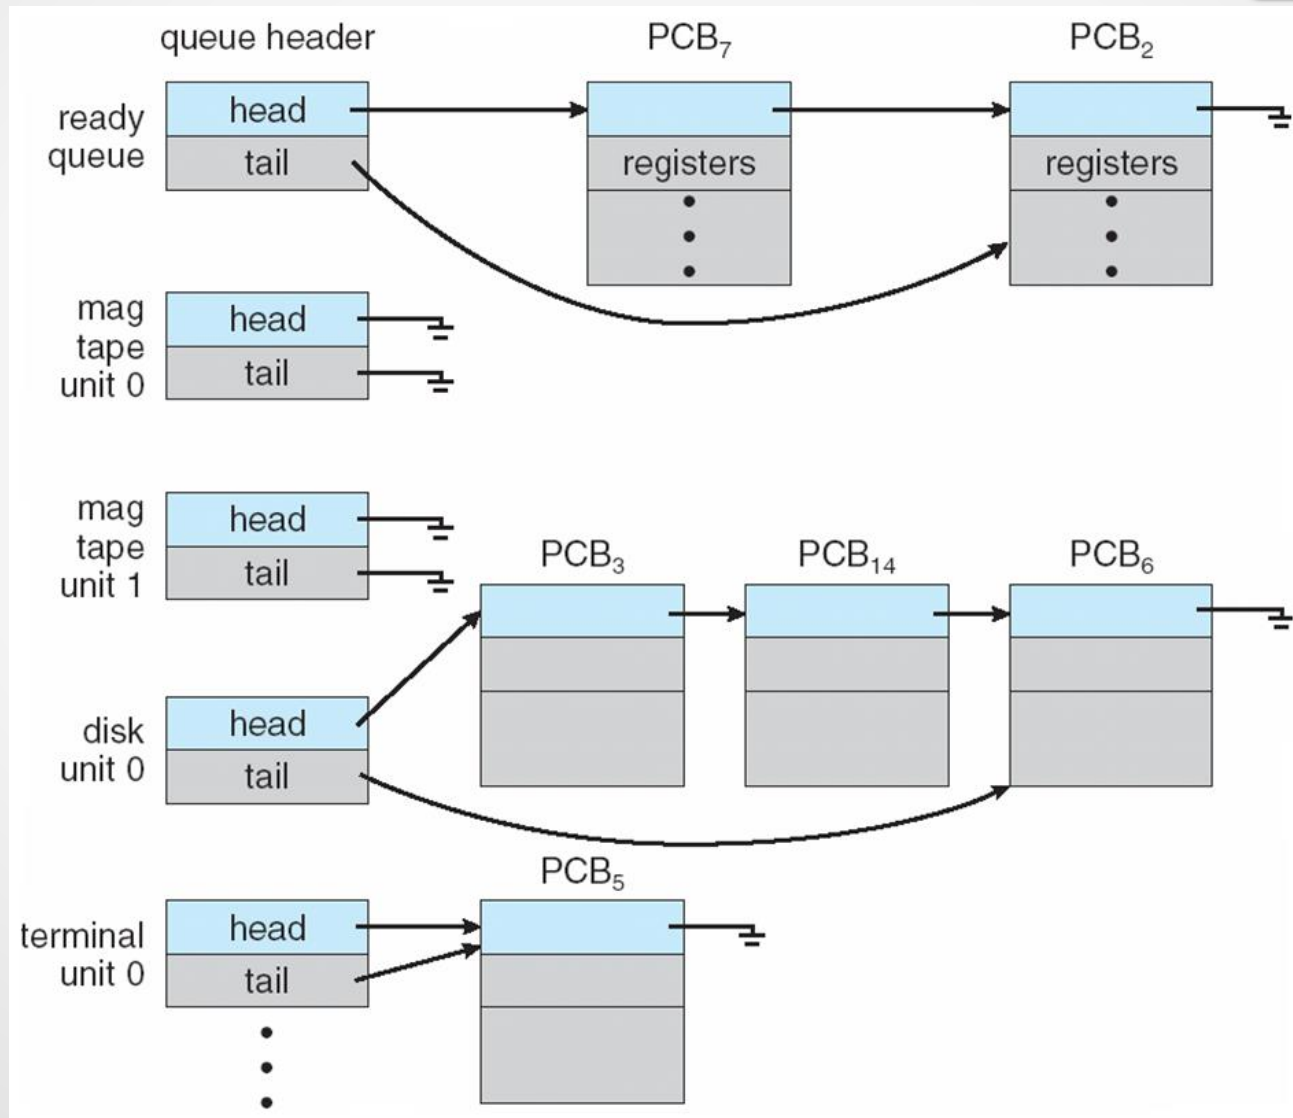 queue header
PCB₇
PCB₂
ready
queue
head
tail
registers
registers
mag
tape
unit 0
head
tail
mag
tape
unit 1
head
tail
PCB₃
PCB₁₄
PCB₆
disk
unit 0
head
tail
PCB₅
terminal
unit 0
head
tail